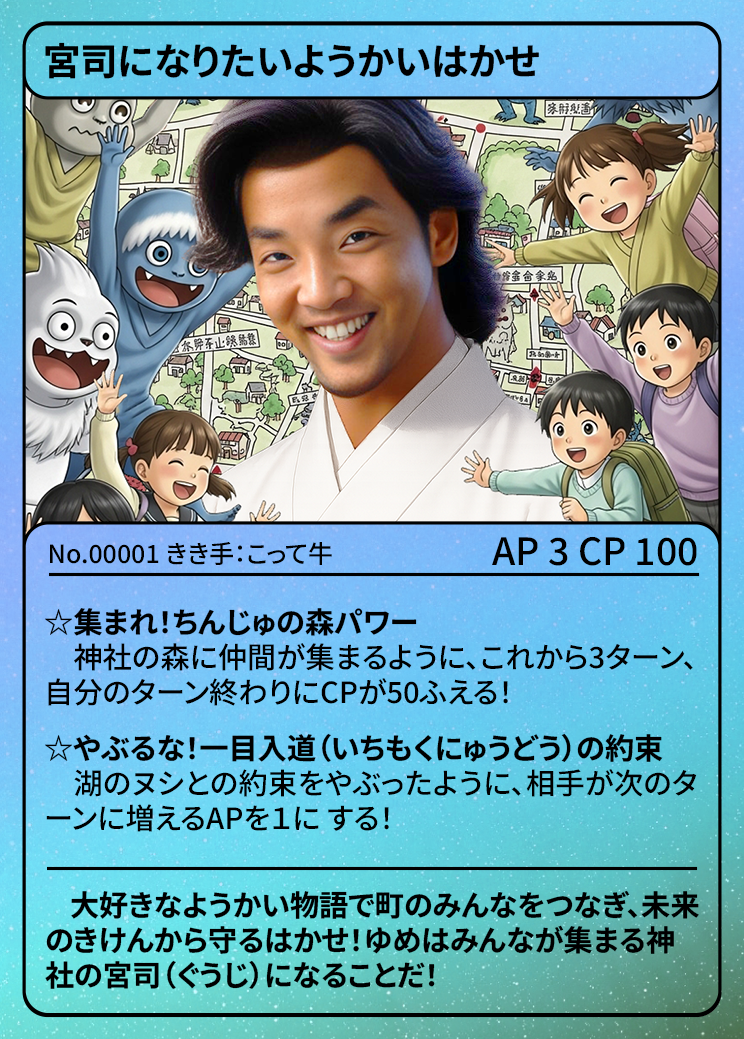 宮司になりたいようかいはかせ
No.00001 きき手：こって牛
AP 3 CP 100
☆集まれ！ちんじゅの森パワー
神社の森に仲間が集まるように、これから3ターン、
自分のターン終わりにCPが50ふえる！
☆やぶるな！一目入道（いちもくにゅうどう）の約束
湖のヌシとの約束をやぶったように、相手が次のタ
ーンに増えるAPを１に する！
大好きなようかい物語で町のみんなをつなぎ、未来
のきけんから守るはかせ！ゆめはみんなが集まる神
社の宮司（ぐうじ）になることだ！